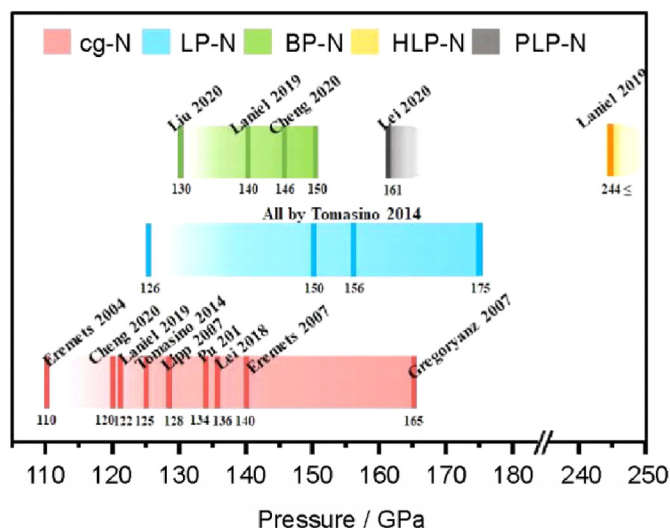 cg-N LP-N BP-N HLP-N PLP-N
Liu 2020 Laniel 2019 Cheng 2020 Lei 2020 Laniel 2019
130 140 146 150 161 244 ≤
All by Tomasino 2014
126 150 156 175
Eremets 2004 Cheng 2020 Laniel 2019 Tomasino 2014 Lipp 2007 Pu 201 Lei 2018 Eremets 2007 Gregoryanz 2007
110 120 122 125 128 134 136 140 165
110 120 130 140 150 160 170 180 240 250
Pressure / GPa